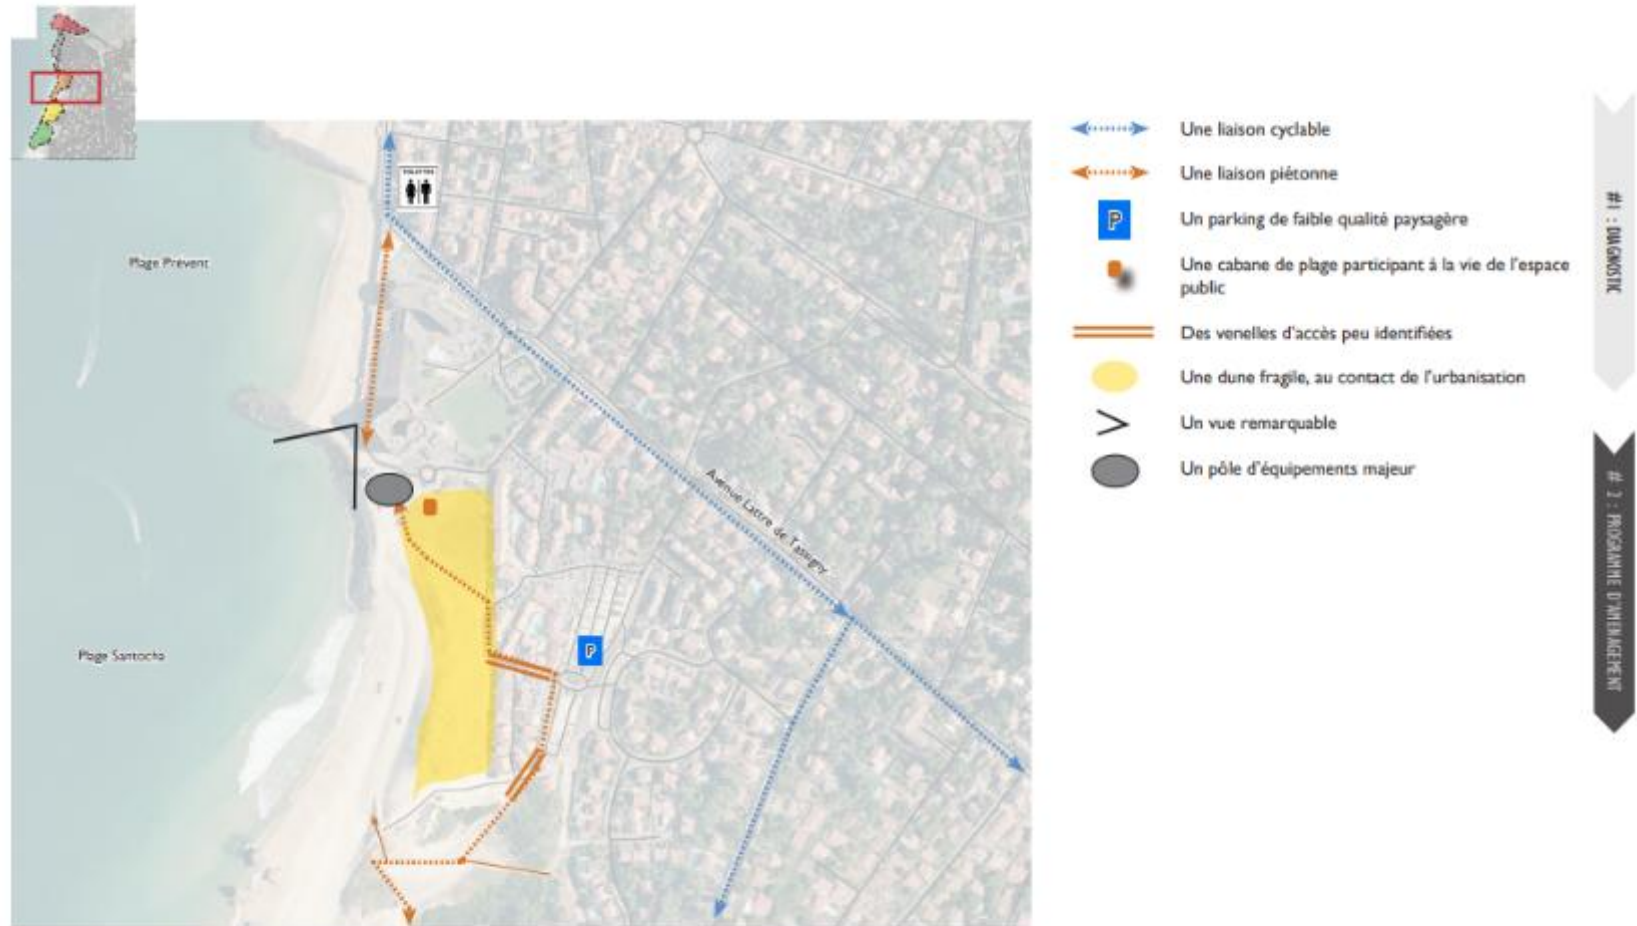 TOILETTES
Plage Prevent
Avenue Lattre de Tassigny
P
Plage Santocha
Une liaison cyclable
Une liaison piétonne
P
Un parking de faible qualité paysagère
Une cabane de plage participant à la vie de l'espace
public
Des venelles d'accès peu identifiées
Une dune fragile, au contact de l'urbanisation
Un vue remarquable
Un pôle d'équipements majeur
#1 : DIAGNOSTIC
# 2 : PROGRAMME D'AMENAGEMENT